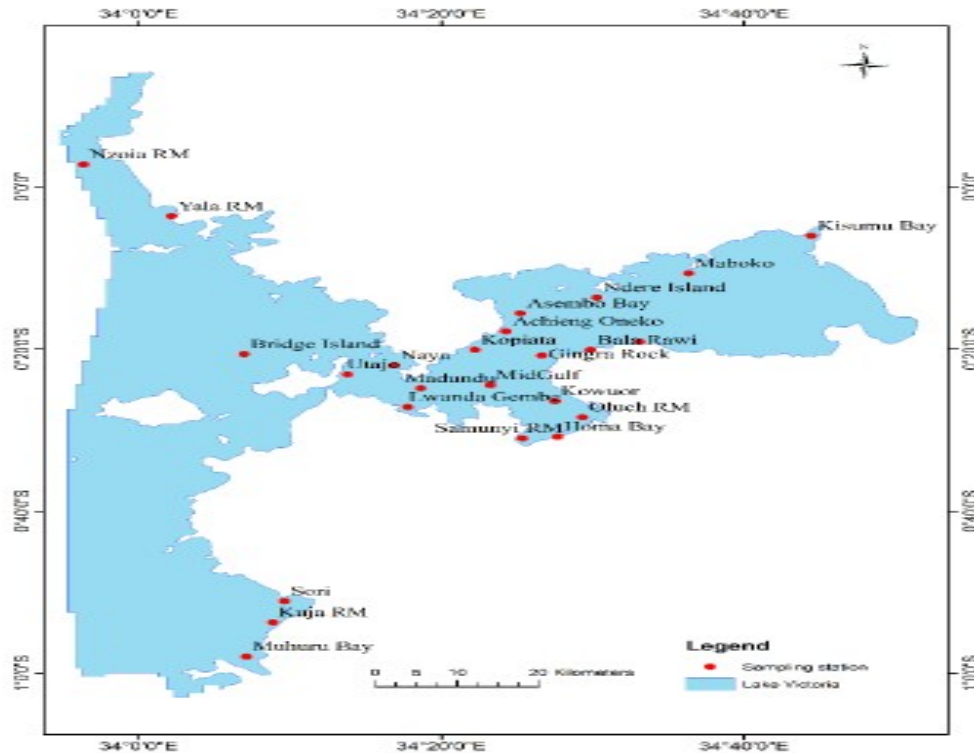 34°0'0"E 34°20'0"E 34°40'0"E
Nzoia RM
0°0'0" 0°0'0"
Yala RM
Kisumu Bay
Maboko
Ndere Island
Asembo Bay
Achieng Oneko
Kopiata Bala Rawi
0°20'0"S Bridge Island Naya Gingra Rock 0°20'0"S
Utajo
Madundu MidGulf
Lwanda Gembe Kowuor
Oluch RM
Samunyi RM Homa Bay
0°40'0"S 0°40'0"S
Sori
Kuja RM
Muhuru Bay
Legend
0 5 10 20 Kilometers
Sampling station
1°0'0"S Lake Victoria 1°0'0"S
34°0'0"E 34°20'0"E 34°40'0"E